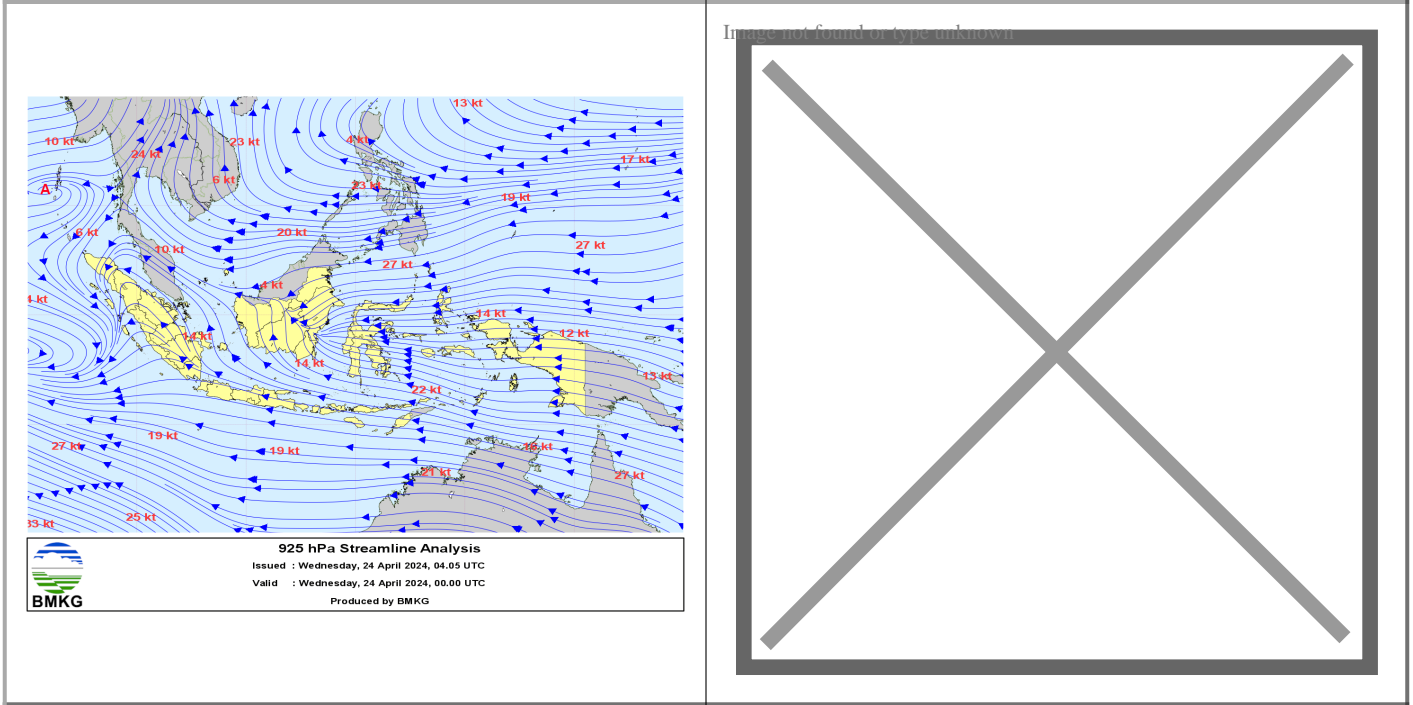 Image not found or type unknown
13 kt
10 kt
24 kt
23 kt
4 kt
17 kt
A
6 kt
23 kt
19 kt
6 kt
10 kt
20 kt
27 kt
27 kt
4 kt
4 kt
14 kt
14 kt
14 kt
12 kt
13 kt
22 kt
27 kt
19 kt
19 kt
21 kt
27 kt
33 kt
25 kt
925 hPa Streamline Analysis
Issued : Wednesday, 24 April 2024, 04.05 UTC
Valid : Wednesday, 24 April 2024, 00.00 UTC
Produced by BMKG
BMKG